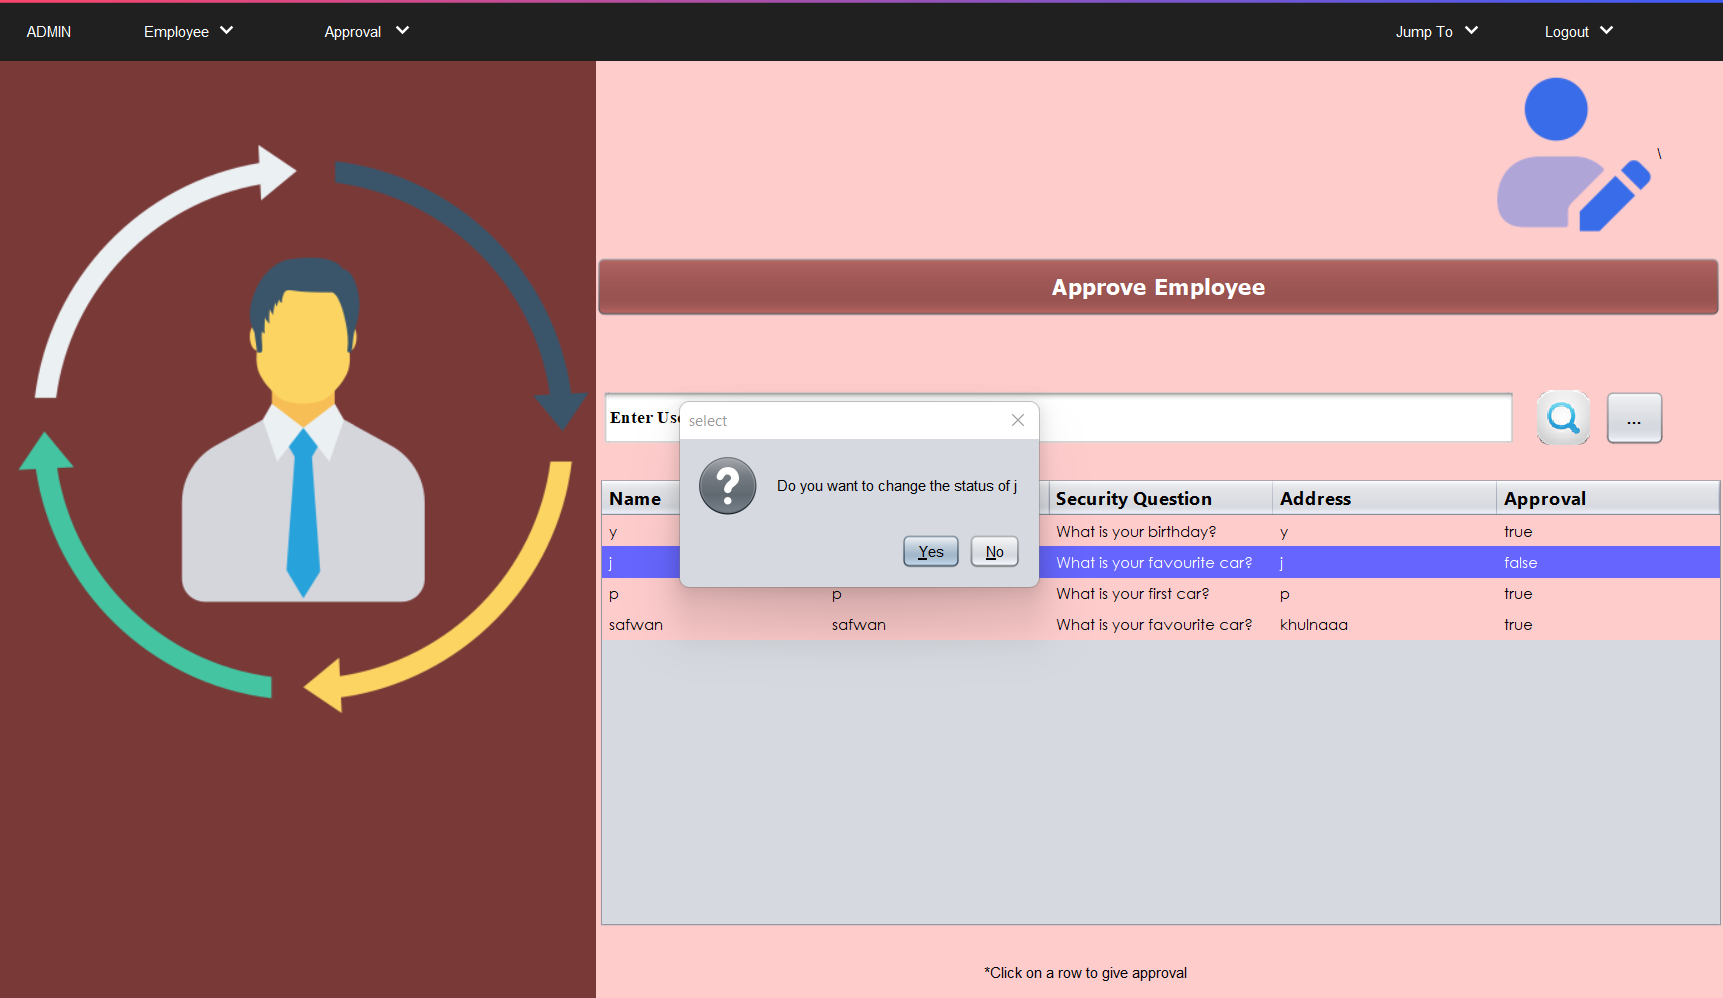 ADMIN Employee Approval Jump To Logout
\
Approve Employee
Enter Use
...
select
Do you want to change the status of j
Yes No
Name Security Question Address Approval
y What is your birthday? y true
j What is your favourite car? j false
p p What is your first car? p true
safwan safwan What is your favourite car? khulnaaa true
*Click on a row to give approval